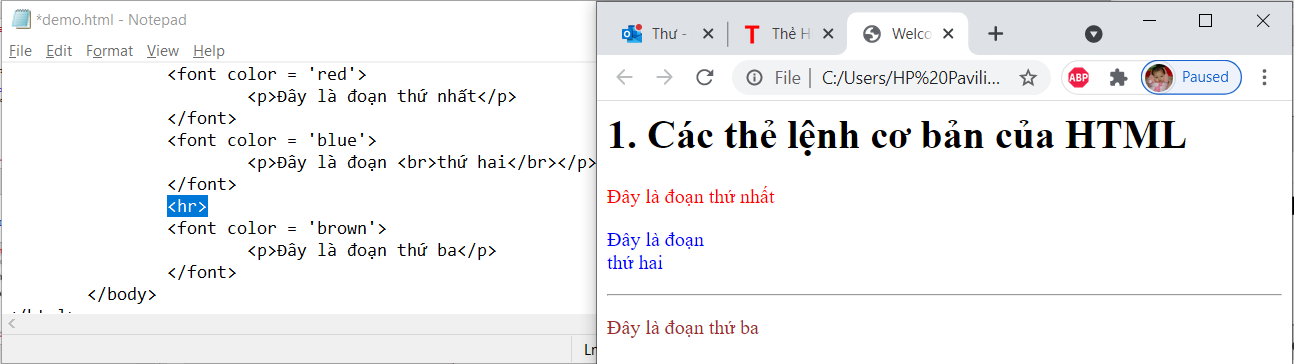 *demo.html - Notepad
File Edit Format View Help
<font color = 'red'>
<p>Đây là đoạn thứ nhất</p>
</font>
<font color = 'blue'>
<p>Đây là đoạn <br>thứ hai</br></p>
</font>
<hr>
<font color = 'brown'>
<p>Đây là đoạn thứ ba</p>
</font>
</body>
Thư -
Thẻ H
Welco
File
C:/Users/HP%20Pavili...
ABP
Paused
1. Các thẻ lệnh cơ bản của HTML
Đây là đoạn thứ nhất
Đây là đoạn
thứ hai
Đây là đoạn thứ ba